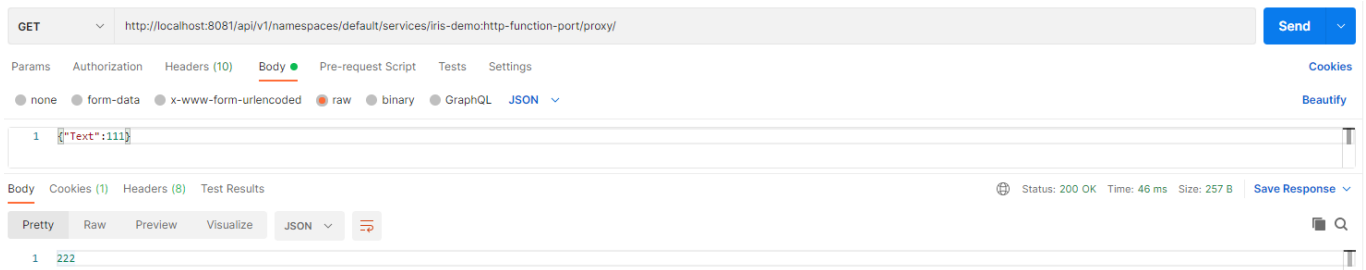 GET http://localhost:8081/api/v1/namespaces/default/services/iris-demo:http-function-port/proxy/ Send
Params Authorization Headers (10) Body Pre-request Script Tests Settings Cookies
none form-data x-www-form-urlencoded raw binary GraphQL JSON Beautify
1 {"Text":111}
Body Cookies (1) Headers (8) Test Results Status: 200 OK Time: 46 ms Size: 257 B Save Response
Pretty Raw Preview Visualize JSON
1 222